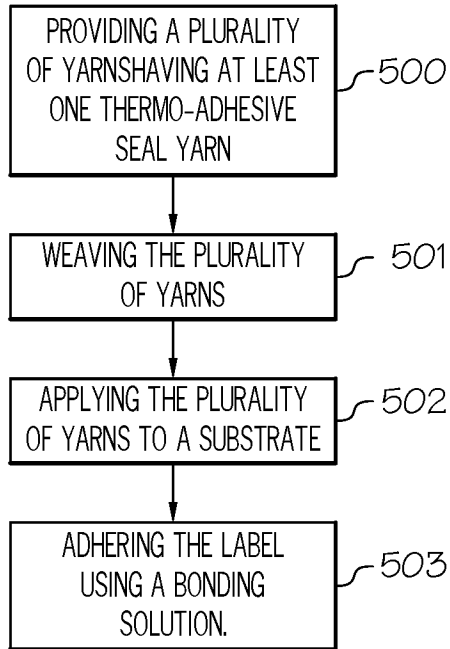 PROVIDING A PLURALITY
OF YARNSHAVING AT LEAST
ONE THERMO-ADHESIVE
SEAL YARN
500
WEAVING THE PLURALITY
OF YARNS
501
APPLYING THE PLURALITY
OF YARNS TO A SUBSTRATE
502
ADHERING THE LABEL
USING A BONDING
SOLUTION.
503